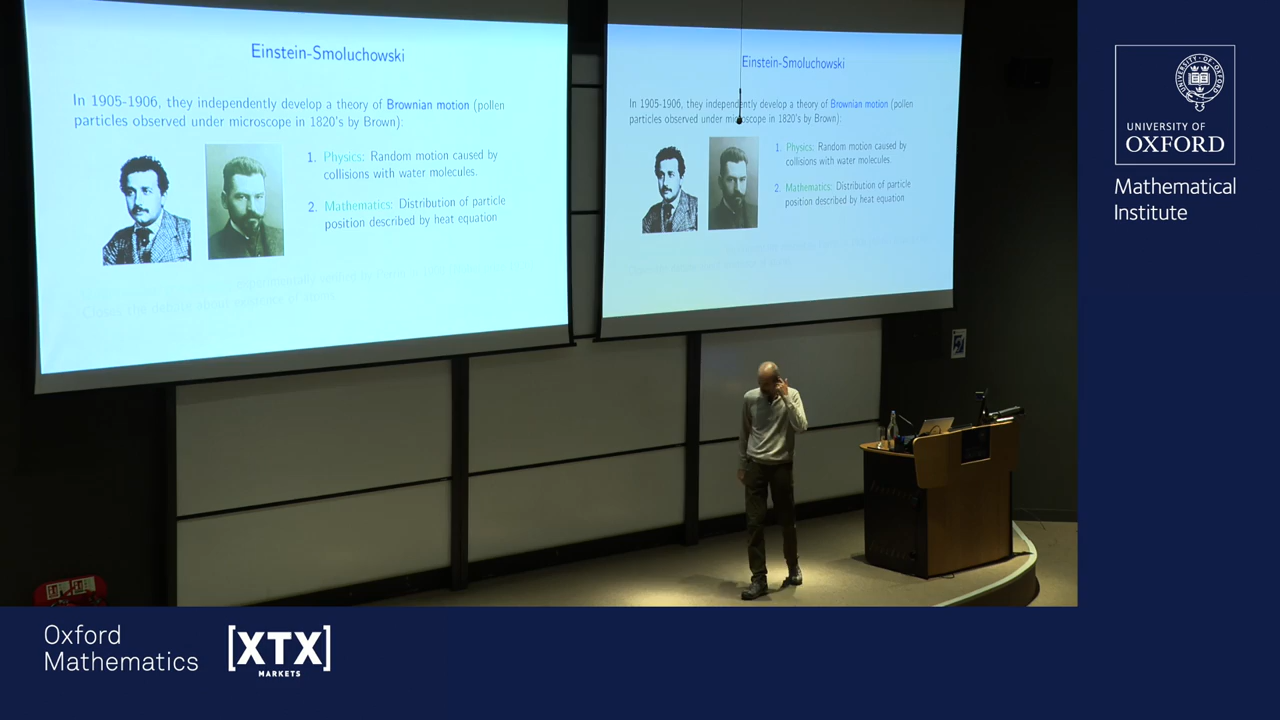 Einstein-Smoluchowski
In 1905-1906, they independently develop a theory of Brownian motion (pollen
particles observed under microscope in 1820's by Brown):
1. Physics: Random motion caused by
collisions with water molecules.
2. Mathematics: Distribution of particle
position described by heat equation
Einstein-Smoluchowski
In 1905-1906, they independently develop a theory of Brownian motion (pollen
particles observed under microscope in 1820's by Brown):
1. Physics: Random motion caused by
collisions with water molecules.
2. Mathematics: Distribution of particle
position described by heat equation
UNIVERSITY OF
OXFORD
Mathematical
Institute
Oxford
Mathematics
[XTX]
MARKETS